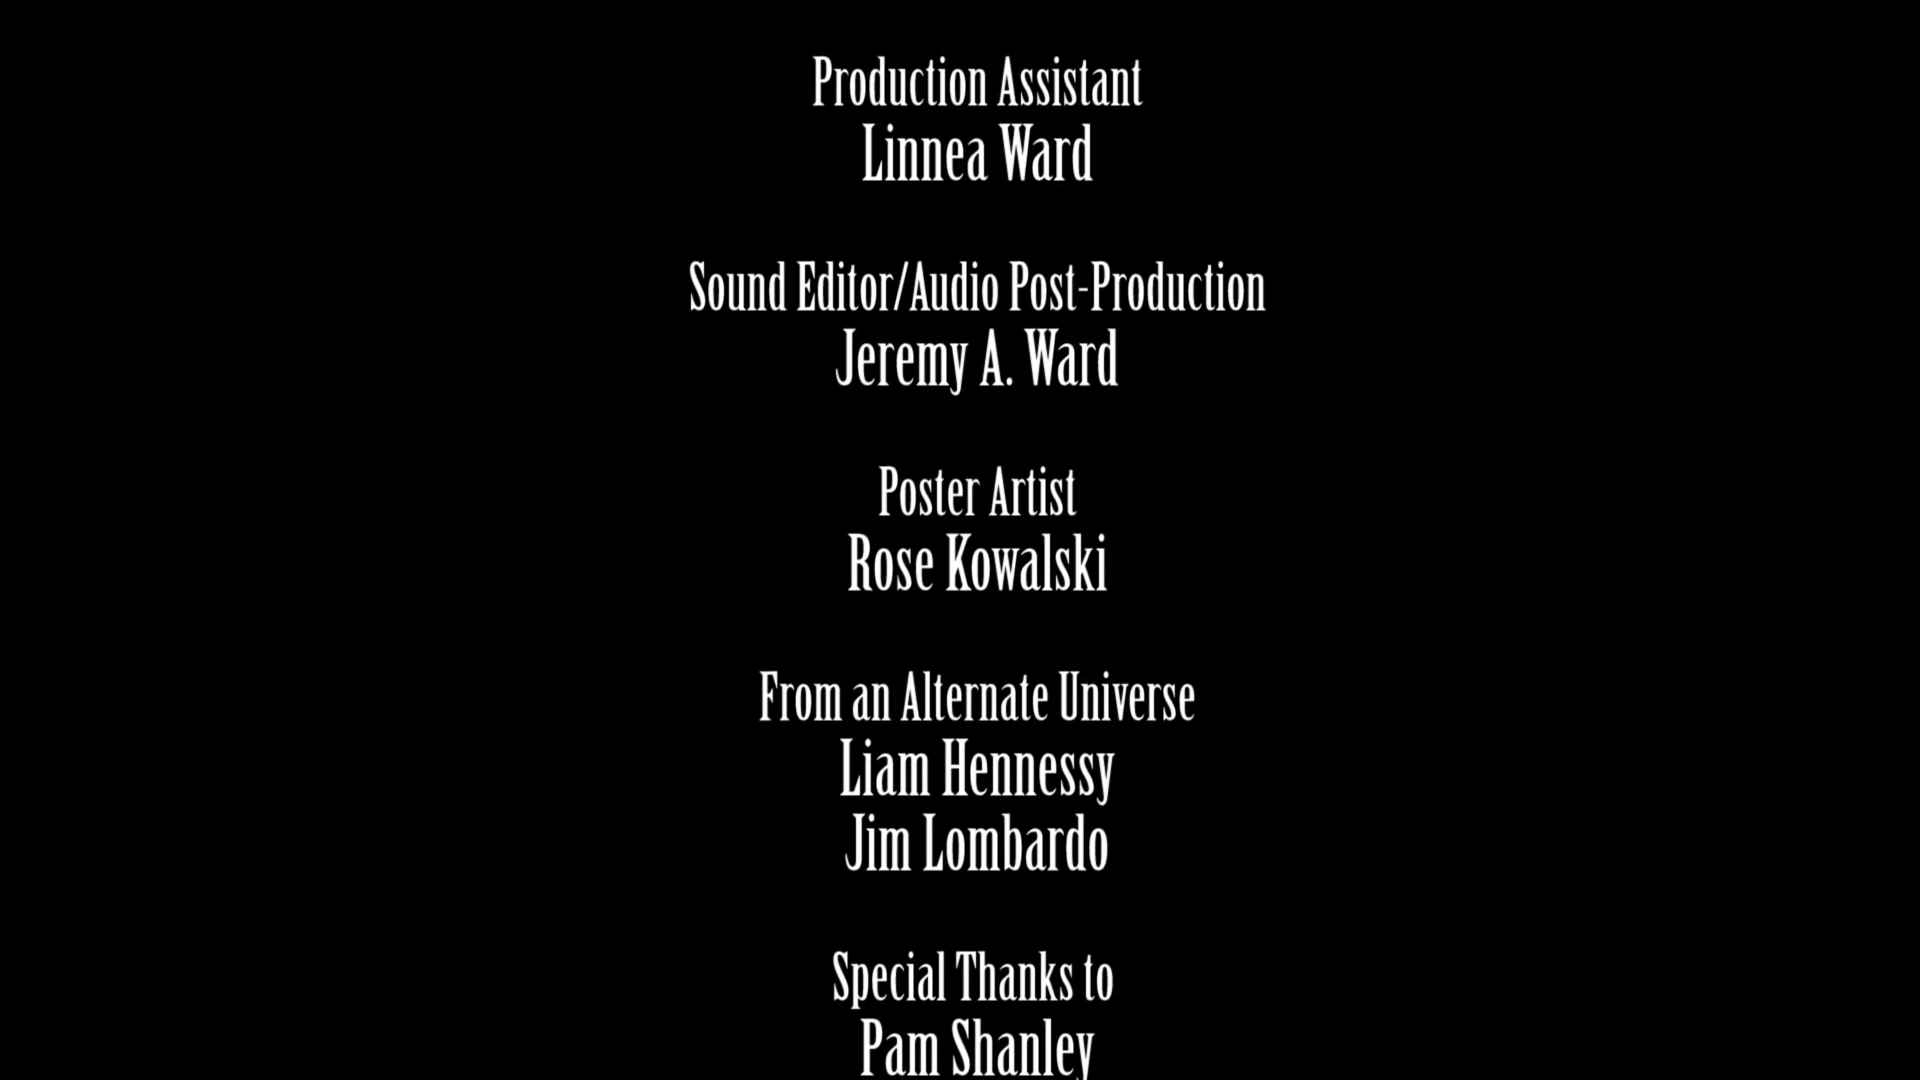 Production Assistant
Linnea Ward
Sound Editor/Audio Post-Production
Jeremy A. Ward
Poster Artist
Rose Kowalski
From an Alternate Universe
Liam Hennessy
Jim Lombardo
Special Thanks to
Pam Shanley